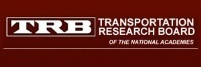 TRB
TRANSPORTATION
RESEARCH BOARD
OF THE NATIONAL ACADEMIES